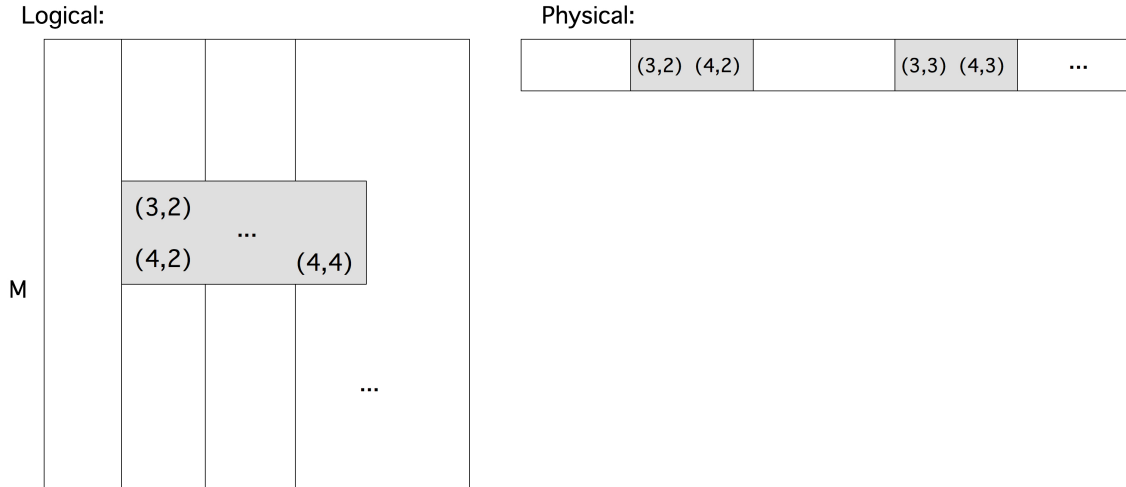 Logical:
Physical:
(3,2) (4,2)
(3,3) (4,3)
...
(3,2)
...
(4,2)
(4,4)
M
...